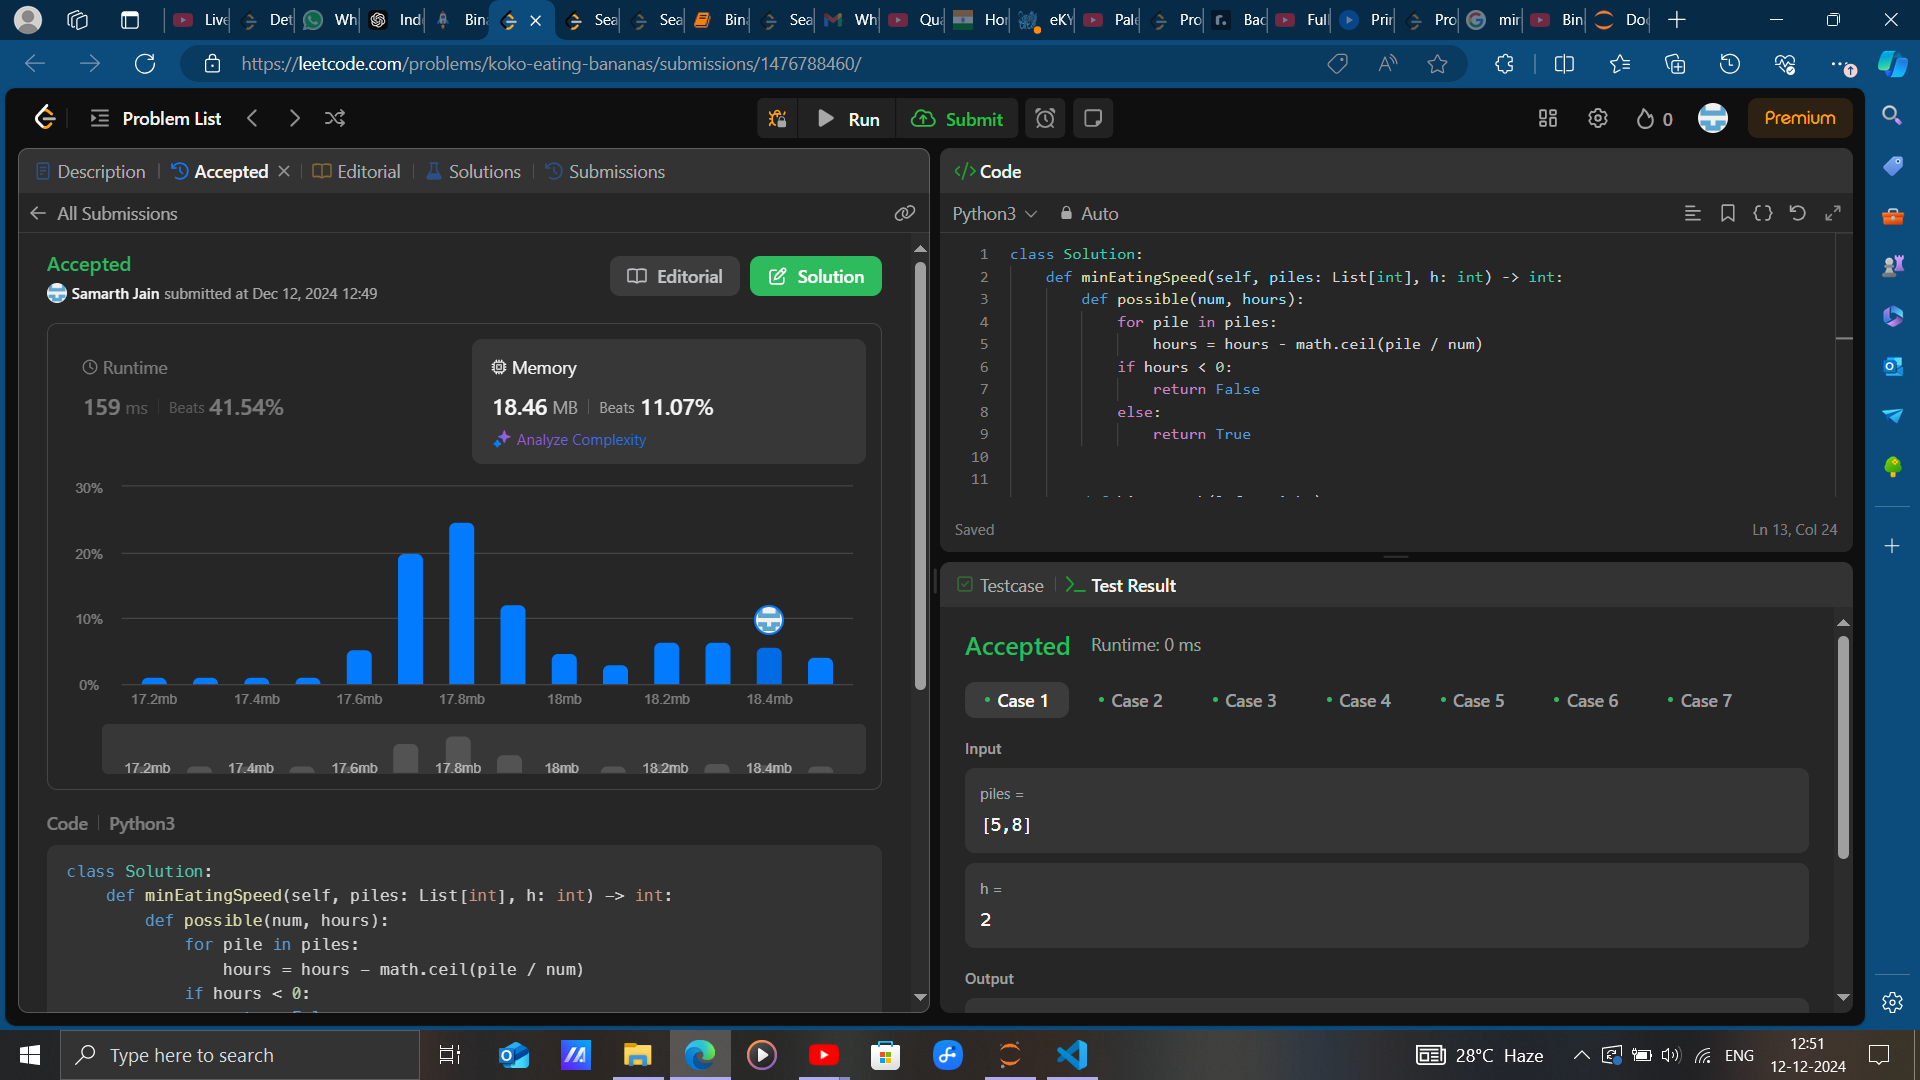 Live
Det
Wh
Ind
Bina
Sea
Sea
Bina
Sea
Wh
Qua
Hor
eKY
Pale
Pro
Bac
Full
Prir
Pro
mir
Bin
Doc
https://leetcode.com/problems/koko-eating-bananas/submissions/1476788460/
Problem List
Run
Submit
0
Premium
Description
Accepted
Editorial
Solutions
Submissions
All Submissions
Accepted
Samarth Jain submitted at Dec 12, 2024 12:49
Editorial
Solution
Runtime
159 ms Beats 41.54%
Memory
18.46 MB Beats 11.07%
Analyze Complexity
30%
20%
10%
0%
17.2mb 17.4mb 17.6mb 17.8mb 18mb 18.2mb 18.4mb
17.2mb 17.4mb 17.6mb 17.8mb 18mb 18.2mb 18.4mb
Code Python3
class Solution:
def minEatingSpeed(self, piles: List[int], h: int) -> int:
def possible(num, hours):
for pile in piles:
hours = hours - math.ceil(pile / num)
if hours < 0:
</> Code
Python3 Auto
1 class Solution:
2 def minEatingSpeed(self, piles: List[int], h: int) -> int:
3 def possible(num, hours):
4 for pile in piles:
5 hours = hours - math.ceil(pile / num)
6 if hours < 0:
7 return False
8 else:
9 return True
10
11
Saved
Ln 13, Col 24
Testcase
>_ Test Result
Accepted Runtime: 0 ms
Case 1
Case 2
Case 3
Case 4
Case 5
Case 6
Case 7
Input
piles =
[5,8]
h =
2
Output
Type here to search
28°C Haze
ENG
12:51
12-12-2024